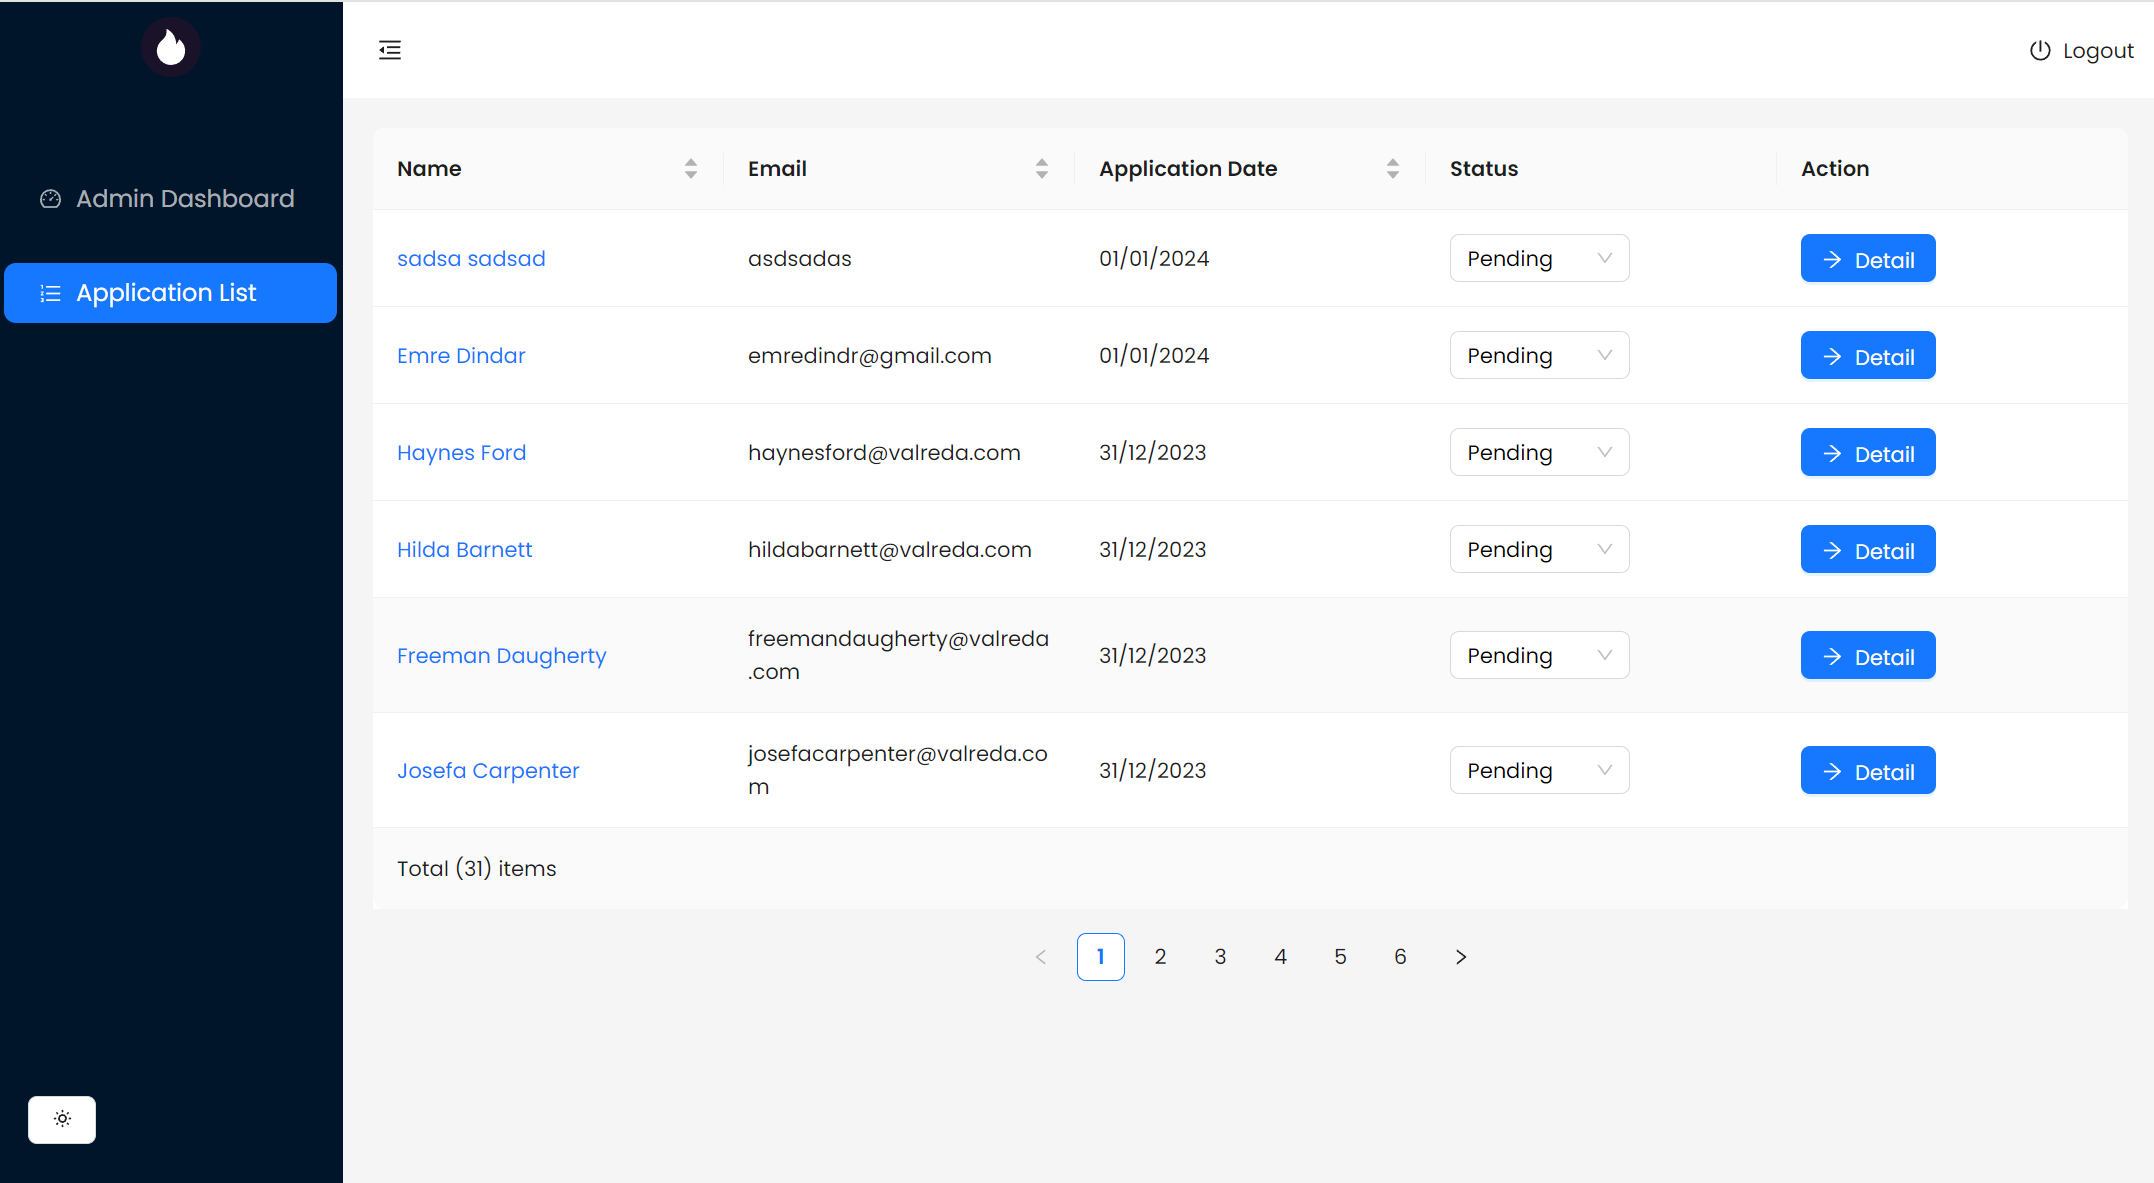 Logout
Admin Dashboard
Application List
Name Email Application Date Status Action
sadsa sadsad asdsadas 01/01/2024 Pending Detail
Emre Dindar emredindr@gmail.com 01/01/2024 Pending Detail
Haynes Ford haynesford@valreda.com 31/12/2023 Pending Detail
Hilda Barnett hildabarnett@valreda.com 31/12/2023 Pending Detail
Freeman Daugherty freemandaugherty@valreda 31/12/2023 Pending Detail
.com
Josefa Carpenter josefacarpenter@valreda.co 31/12/2023 Pending Detail
m
Total (31) items
1 2 3 4 5 6